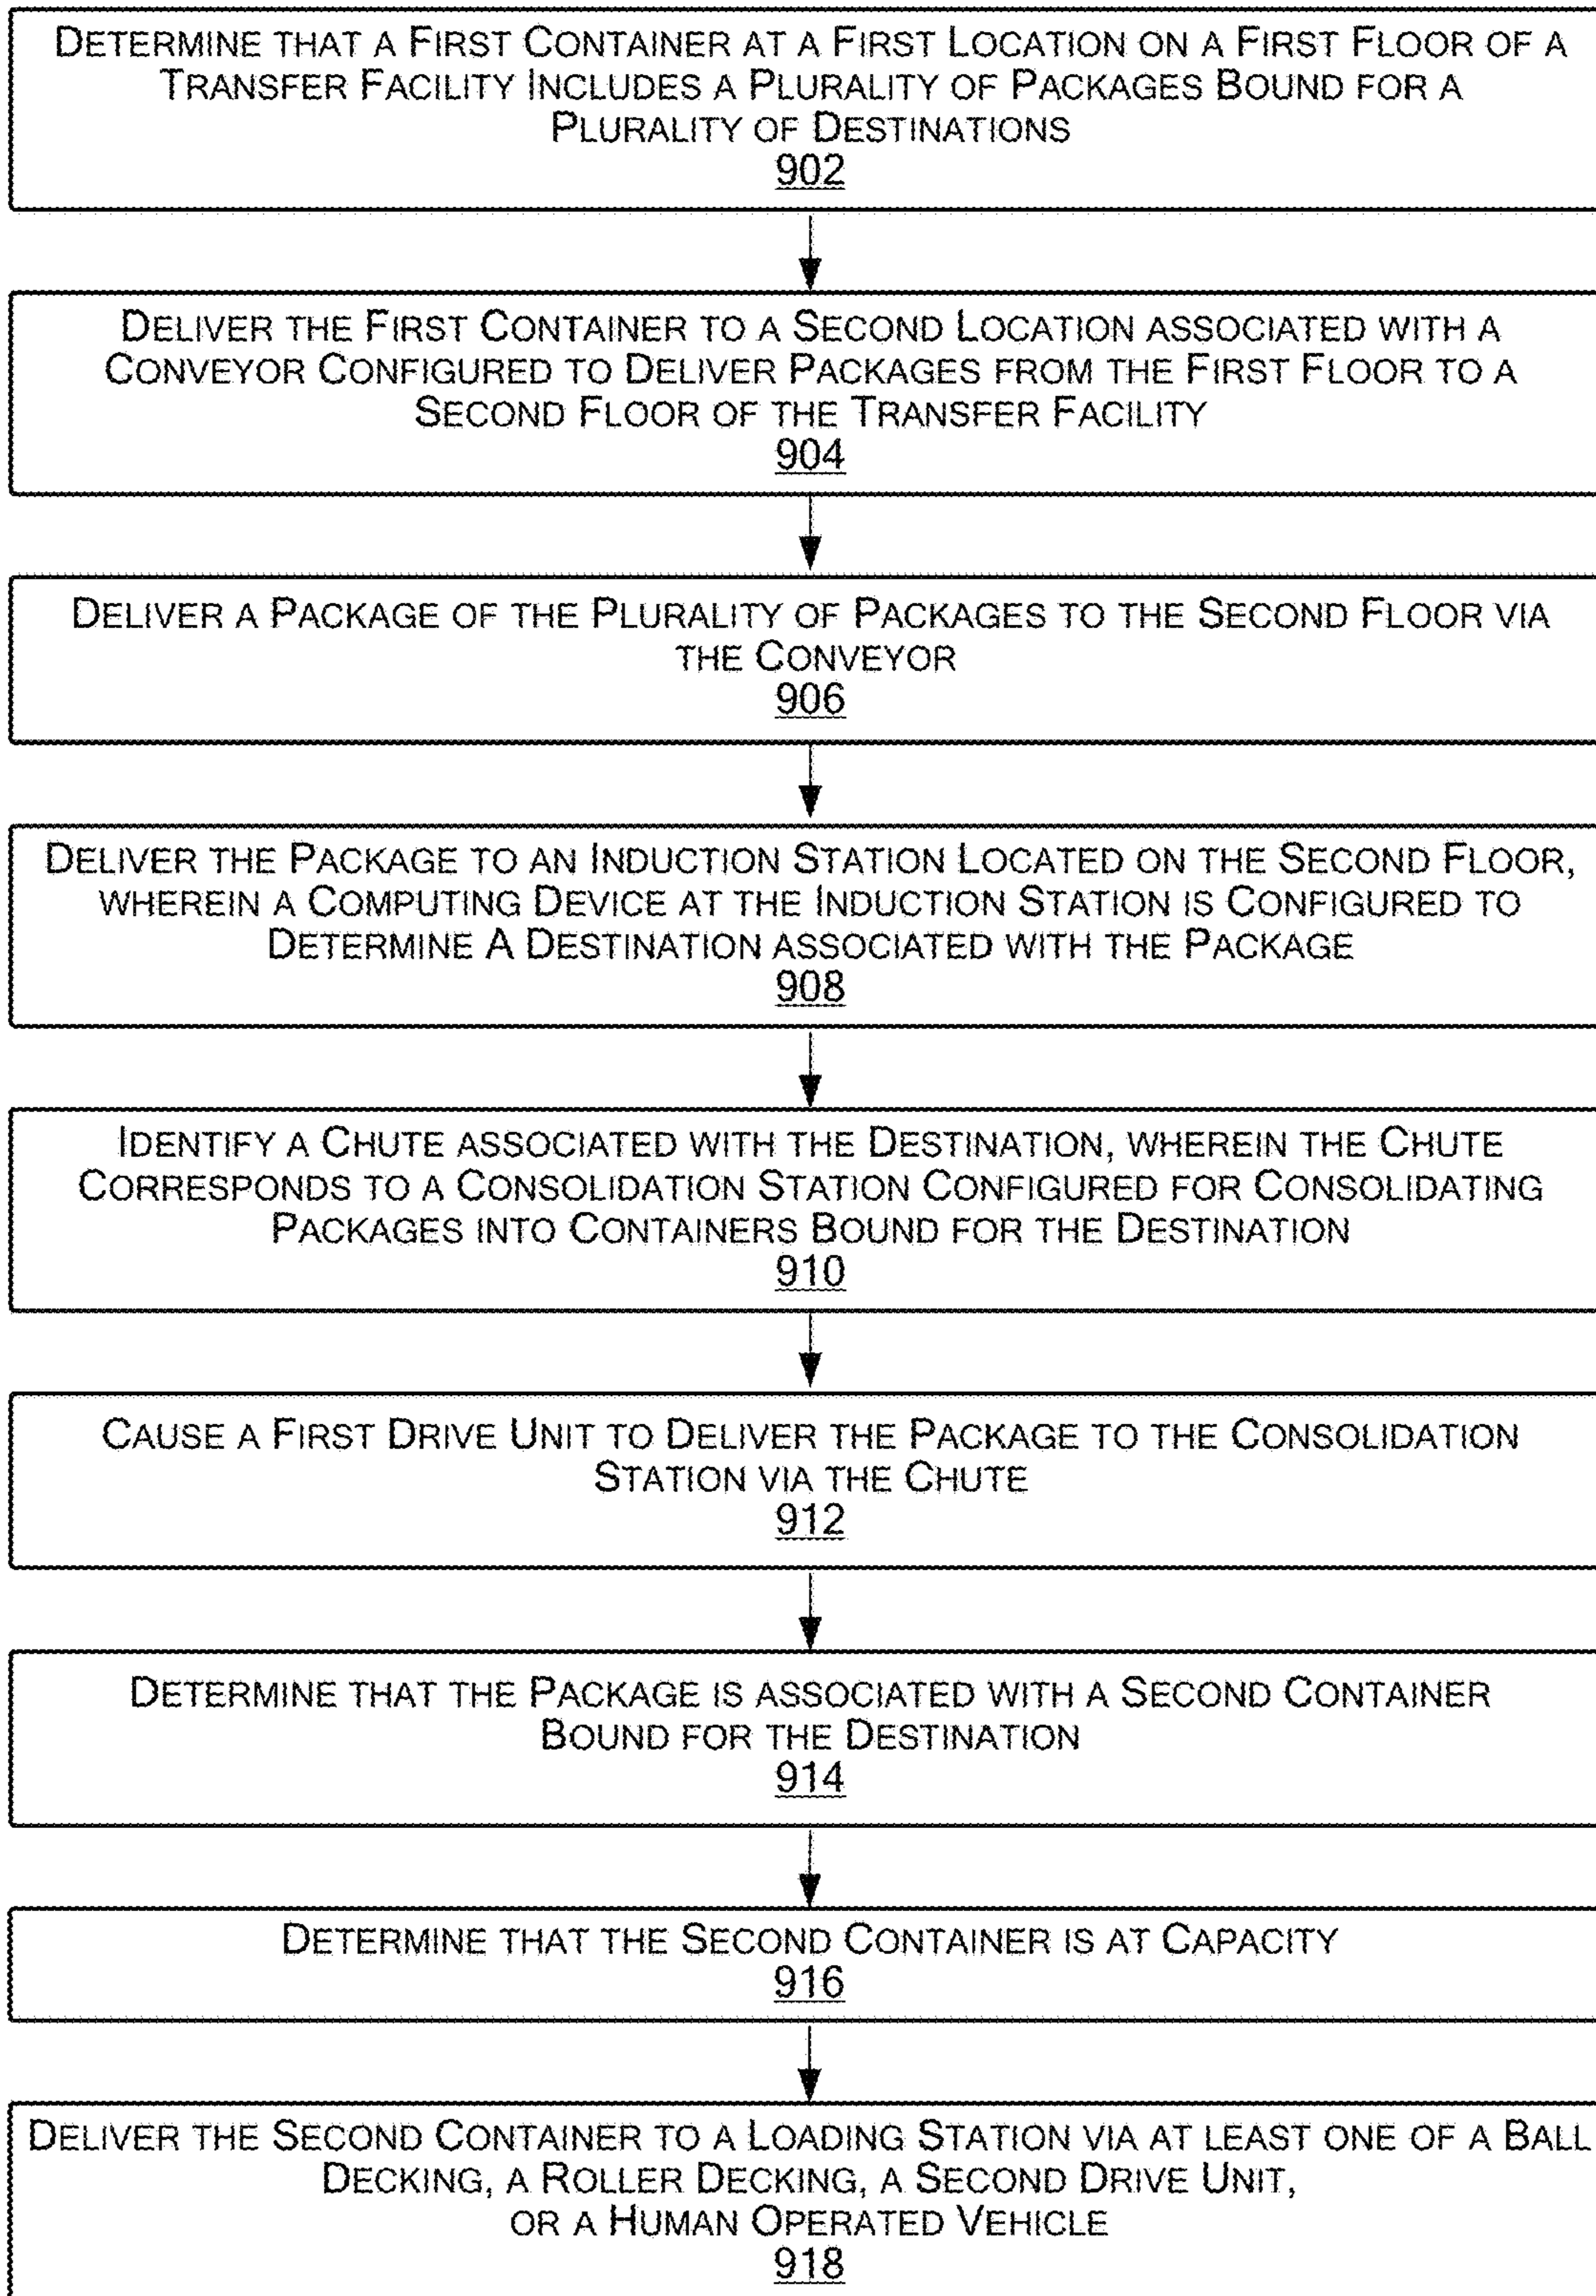 DETERMINE THAT A FIRST CONTAINER AT A FIRST LOCATION ON A FIRST FLOOR OF A
TRANSFER FACILITY INCLUDES A PLURALITY OF PACKAGES BOUND FOR A
PLURALITY OF DESTINATIONS
902
DELIVER THE FIRST CONTAINER TO A SECOND LOCATION ASSOCIATED WITH A
CONVEYOR CONFIGURED TO DELIVER PACKAGES FROM THE FIRST FLOOR TO A
SECOND FLOOR OF THE TRANSFER FACILITY
904
DELIVER A PACKAGE OF THE PLURALITY OF PACKAGES TO THE SECOND FLOOR VIA
THE CONVEYOR
906
DELIVER THE PACKAGE TO AN INDUCTION STATION LOCATED ON THE SECOND FLOOR,
WHEREIN A COMPUTING DEVICE AT THE INDUCTION STATION IS CONFIGURED TO
DETERMINE A DESTINATION ASSOCIATED WITH THE PACKAGE
908
IDENTIFY A CHUTE ASSOCIATED WITH THE DESTINATION, WHEREIN THE CHUTE
CORRESPONDS TO A CONSOLIDATION STATION CONFIGURED FOR CONSOLIDATING
PACKAGES INTO CONTAINERS BOUND FOR THE DESTINATION
910
CAUSE A FIRST DRIVE UNIT TO DELIVER THE PACKAGE TO THE CONSOLIDATION
STATION VIA THE CHUTE
912
DETERMINE THAT THE PACKAGE IS ASSOCIATED WITH A SECOND CONTAINER
BOUND FOR THE DESTINATION
914
DETERMINE THAT THE SECOND CONTAINER IS AT CAPACITY
916
DELIVER THE SECOND CONTAINER TO A LOADING STATION VIA AT LEAST ONE OF A BALL
DECKING, A ROLLER DECKING, A SECOND DRIVE UNIT,
OR A HUMAN OPERATED VEHICLE
918